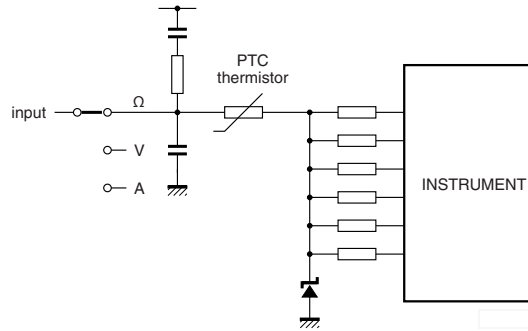 PTC
thermistor
input
Ω
V
A
INSTRUMENT